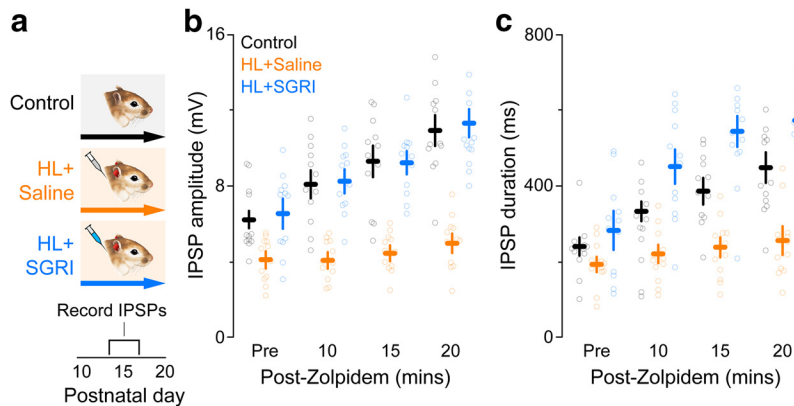 a
Control
HL+
Saline
HL+
SGRI
Record IPSPs
10 15 20
Postnatal day
b
IPSP amplitude (mV)
16
12
8
4
0
Control
HL+Saline
HL+SGRI
Pre 10 15 20
Post-Zolpidem (mins)
c
IPSP duration (ms)
800
400
0
Pre 10 15 20
Post-Zolpidem (mins)